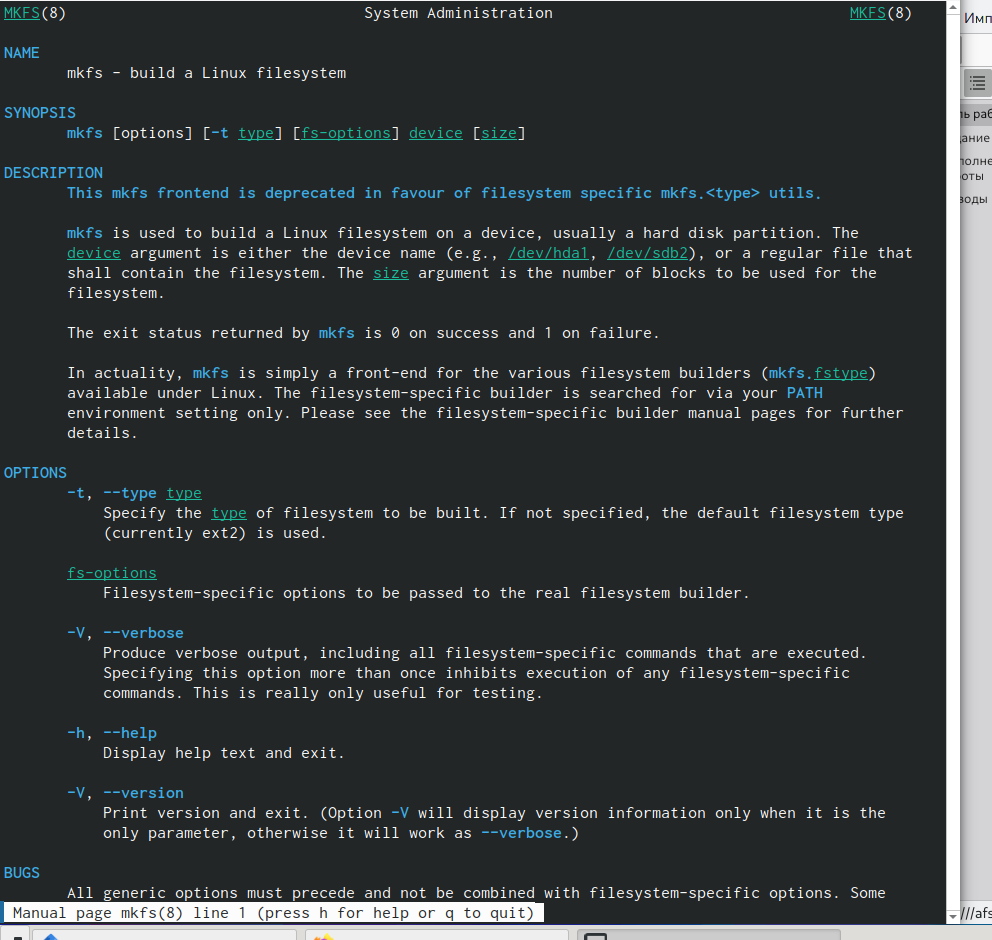 MKFS(8) System Administration MKFS(8)
NAME
mkfs - build a Linux filesystem
SYNOPSIS
mkfs [options] [-t type] [fs-options] device [size]
DESCRIPTION
This mkfs frontend is deprecated in favour of filesystem specific mkfs.<type> utils.
mkfs is used to build a Linux filesystem on a device, usually a hard disk partition. The
device argument is either the device name (e.g., /dev/hda1, /dev/sdb2), or a regular file that
shall contain the filesystem. The size argument is the number of blocks to be used for the
filesystem.
The exit status returned by mkfs is 0 on success and 1 on failure.
In actuality, mkfs is simply a front-end for the various filesystem builders (mkfs.fstype)
available under Linux. The filesystem-specific builder is searched for via your PATH
environment setting only. Please see the filesystem-specific builder manual pages for further
details.
OPTIONS
-t, --type type
Specify the type of filesystem to be built. If not specified, the default filesystem type
(currently ext2) is used.
fs-options
Filesystem-specific options to be passed to the real filesystem builder.
-V, --verbose
Produce verbose output, including all filesystem-specific commands that are executed.
Specifying this option more than once inhibits execution of any filesystem-specific
commands. This is really only useful for testing.
-h, --help
Display help text and exit.
-V, --version
Print version and exit. (Option -V will display version information only when it is the
only parameter, otherwise it will work as --verbose.)
BUGS
All generic options must precede and not be combined with filesystem-specific options. Some
Manual page mkfs(8) line 1 (press h for help or q to quit)
Имп
ль раб
дание
полне
оты
воды
///afs